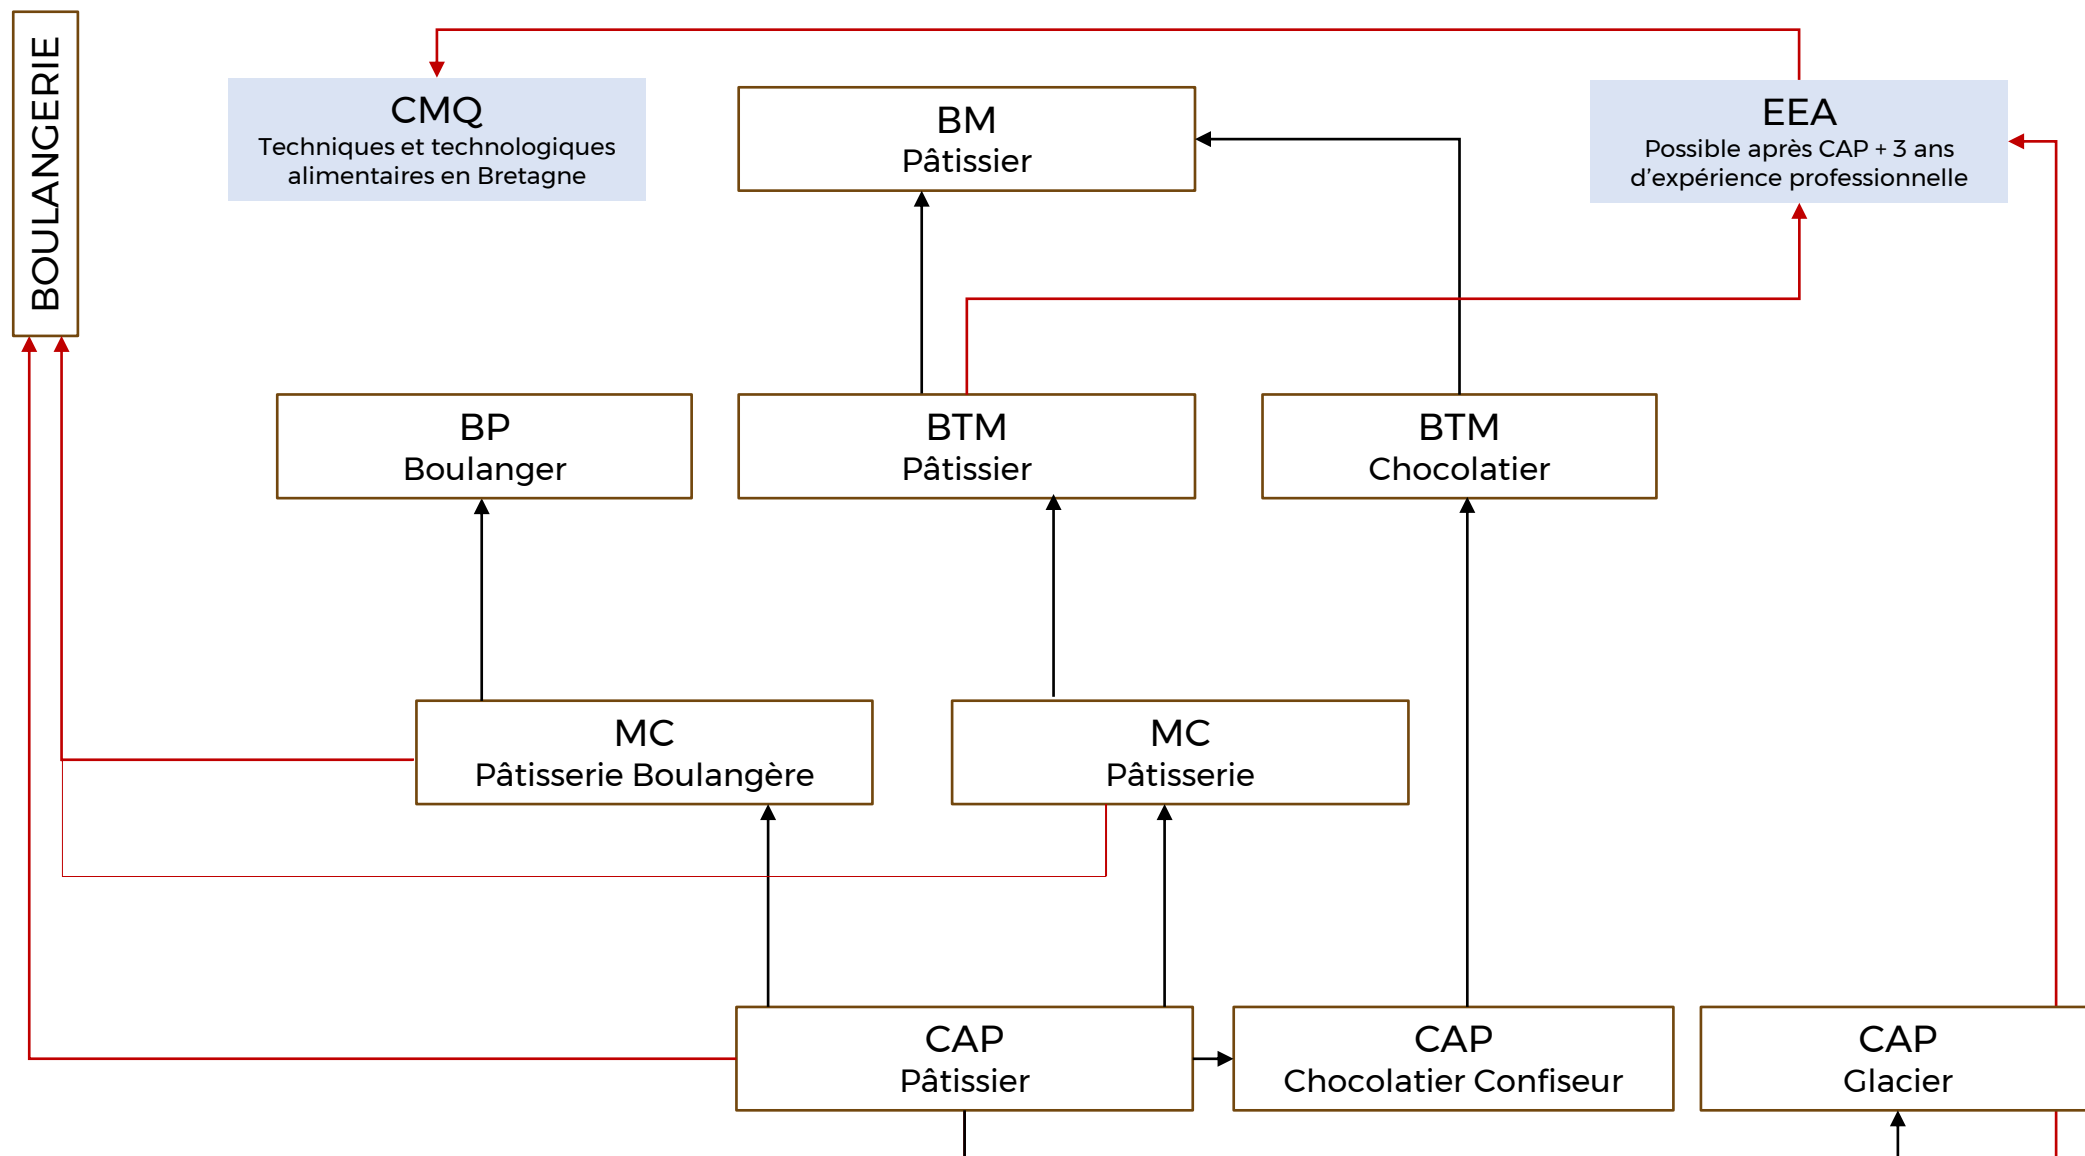 BOULANGERIE
CMQ
Techniques et technologiques
alimentaires en Bretagne
BM
Pâtissier
EEA
Possible après CAP + 3 ans
d’expérience professionnelle
BP
Boulanger
BTM
Pâtissier
BTM
Chocolatier
MC
Pâtisserie Boulangère
MC
Pâtisserie
CAP
Pâtissier
CAP
Chocolatier Confiseur
CAP
Glacier